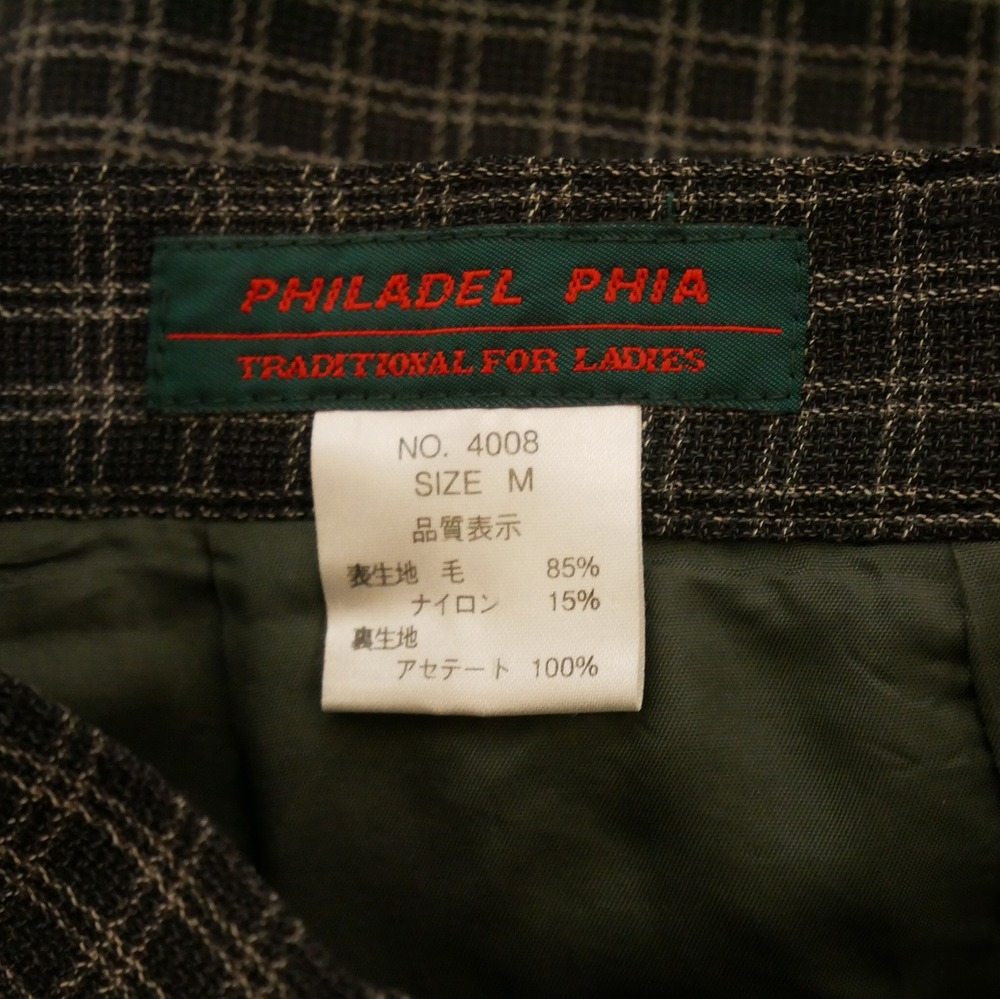 PHILADEL PHIA
TRADITIONAL FOR LADIES
NO. 4008
SIZE M
品質表示
表生地 毛 85%
ナイロン 15%
裏生地
アセテート 100%